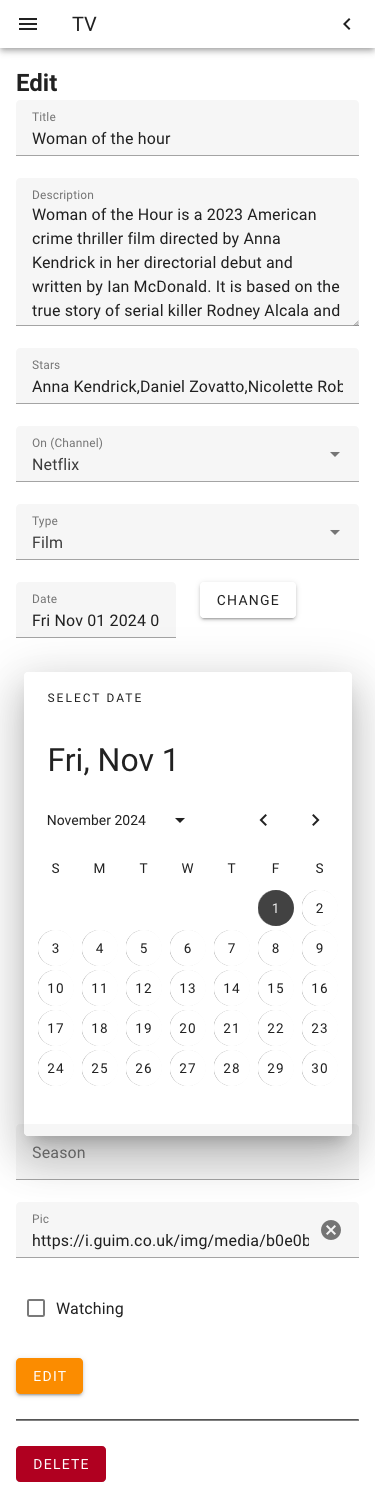 TV
Edit
Title
Woman of the hour
Description
Woman of the Hour is a 2023 American
crime thriller film directed by Anna
Kendrick in her directorial debut and
written by Ian McDonald. It is based on the
true story of serial killer Rodney Alcala and
Stars
Anna Kendrick,Daniel Zovatto,Nicolette Rob
On (Channel)
Netflix
Type
Film
Date
Fri Nov 01 2024 0
CHANGE
SELECT DATE
Fri, Nov 1
November 2024
S M T W T F S
1 2
3 4 5 6 7 8 9
10 11 12 13 14 15 16
17 18 19 20 21 22 23
24 25 26 27 28 29 30
Season
Pic
https://i.guim.co.uk/img/media/b0e0b
Watching
EDIT
DELETE